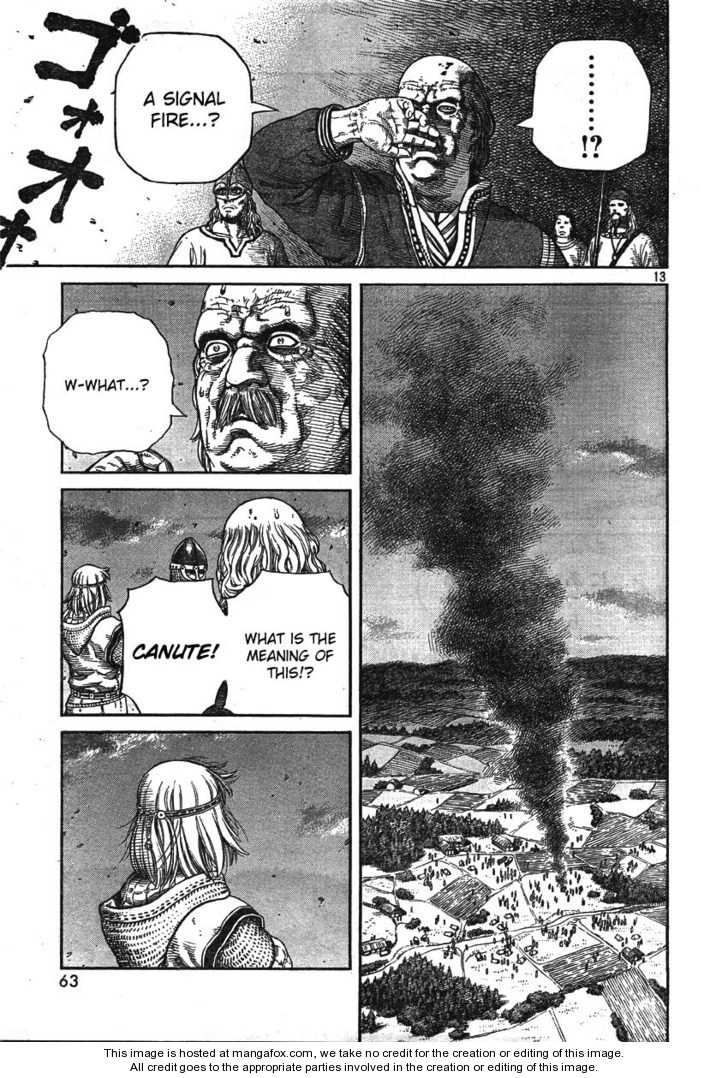 .........
!?
A SIGNAL
FIRE...?
ゴォオォ
13
W-WHAT...?
WHAT IS THE
MEANING OF
THIS!?
CANUTE!
63
This image is hosted at mangafox.com, we take no credit for the creation or editing of this image.
All credit goes to the appropriate parties involved in the creation or editing of this image.